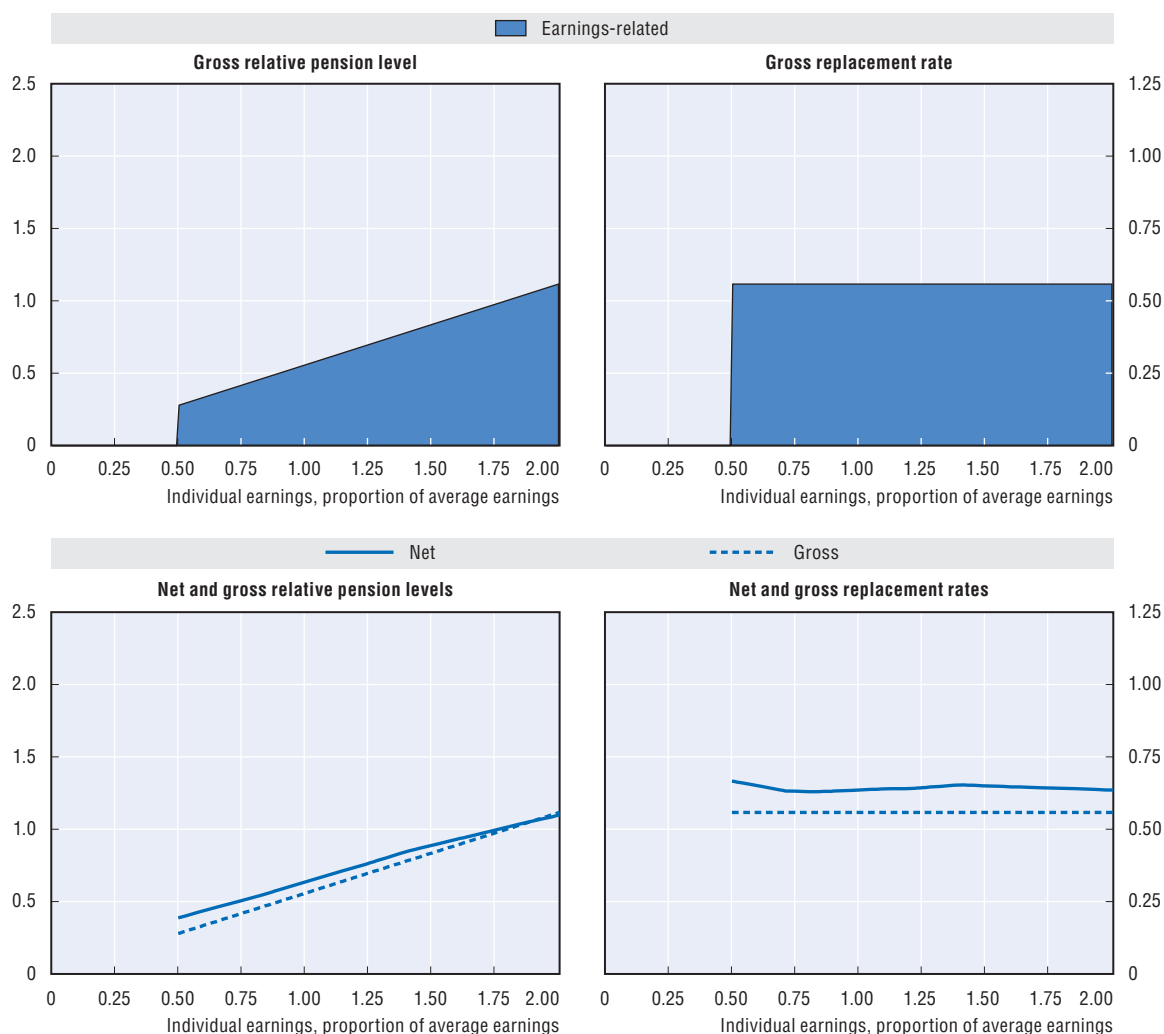 Earnings-related
Gross relative pension level
Gross replacement rate
2.5
2.0
1.5
1.0
0.5
0
1.25
1.00
0.75
0.50
0.25
0
0 0.25 0.50 0.75 1.00 1.25 1.50 1.75 2.00
Individual earnings, proportion of average earnings
0 0.25 0.50 0.75 1.00 1.25 1.50 1.75 2.00
Individual earnings, proportion of average earnings
Net Gross
Net and gross relative pension levels
Net and gross replacement rates
2.5
2.0
1.5
1.0
0.5
0
1.25
1.00
0.75
0.50
0.25
0
0 0.25 0.50 0.75 1.00 1.25 1.50 1.75 2.00
Individual earnings, proportion of average earnings
0 0.25 0.50 0.75 1.00 1.25 1.50 1.75 2.00
Individual earnings, proportion of average earnings